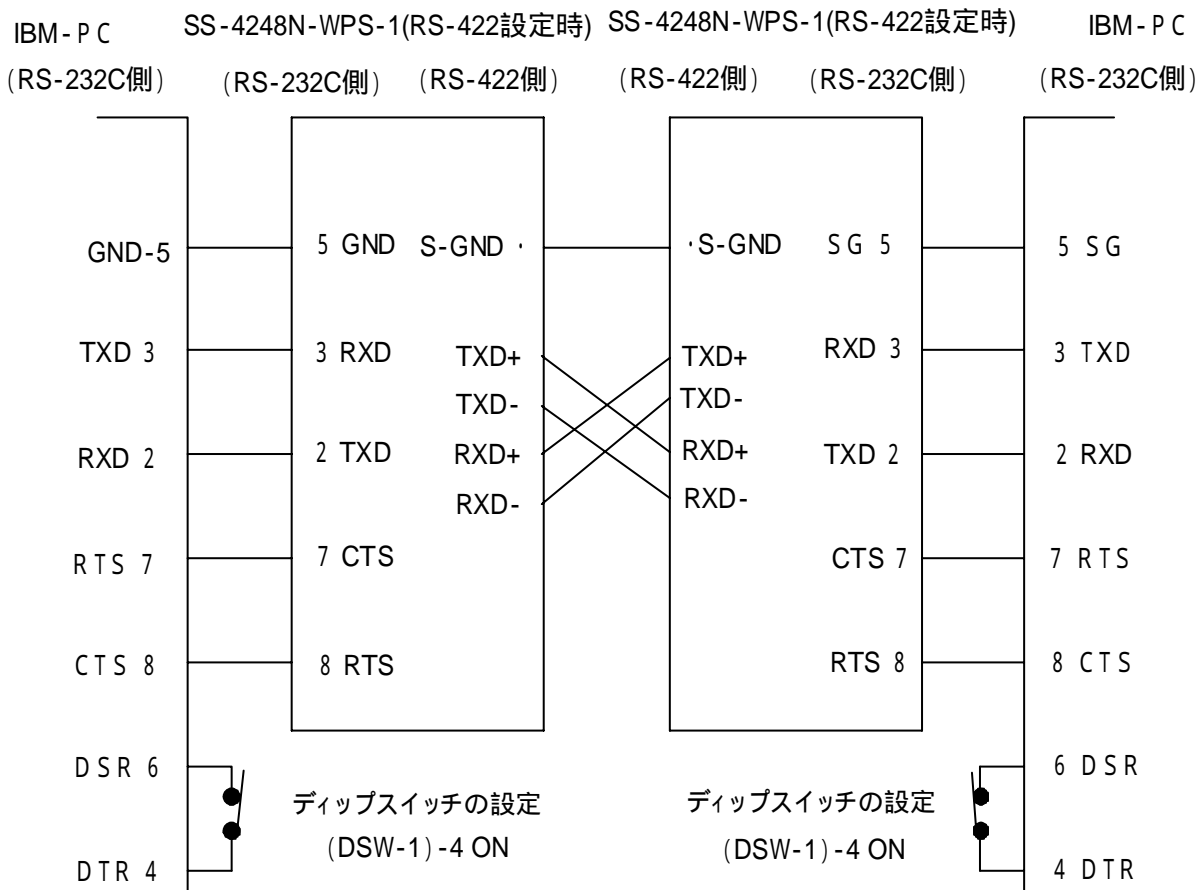 IBM-PC SS-4248N-WPS-1(RS-422設定時) SS-4248N-WPS-1(RS-422設定時) IBM-PC
(RS-232C側) (RS-232C側) (RS-422側) (RS-422側) (RS-232C側) (RS-232C側)
GND-5 5 GND S-GND · ·S-GND SG 5 5 SG
TXD 3 3 RXD TXD+ TXD+ RXD 3 3 TXD
TXD- TXD-
RXD 2 2 TXD RXD+ RXD+ TXD 2 2 RXD
RXD- RXD-
RTS 7 7 CTS CTS 7 7 RTS
CTS 8 8 RTS RTS 8 8 CTS
DSR 6 6 DSR
ディップスイッチの設定 ディップスイッチの設定
(DSW-1)-4 ON (DSW-1)-4 ON
DTR 4 4 DTR